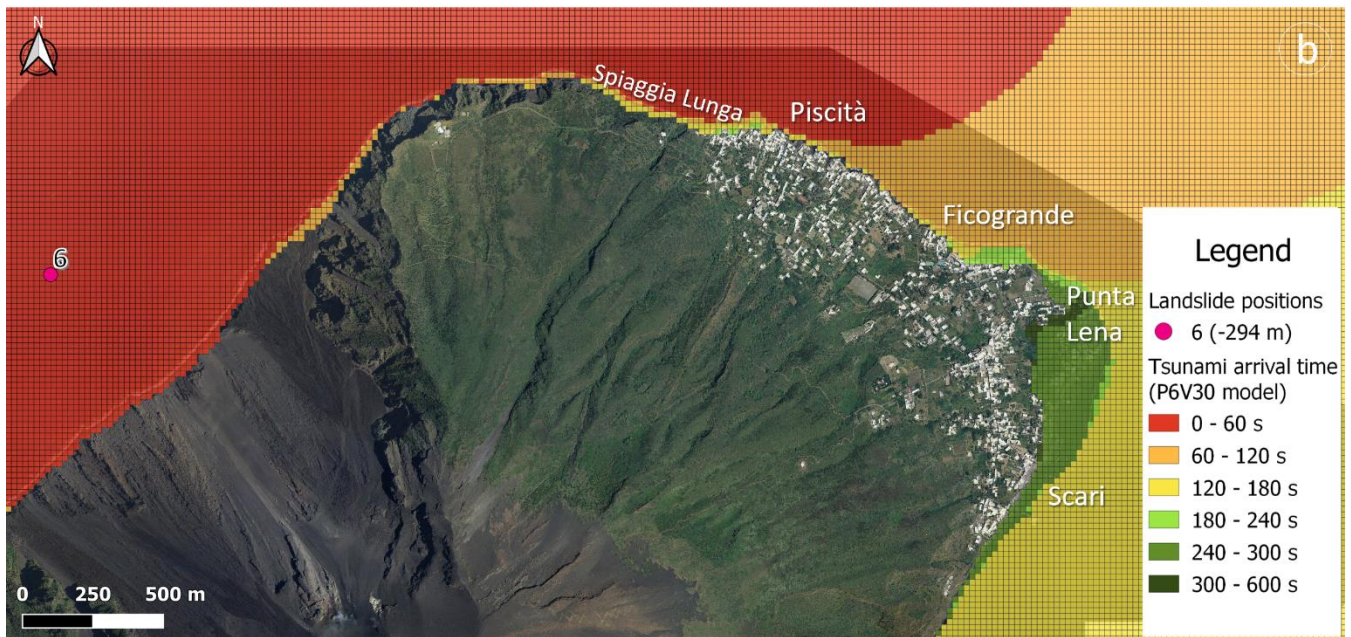 N
b
Spiaggia Lunga
Piscità
Ficogrande
Punta
Lena
Scari
6
0 250 500 m
Legend
Landslide positions
6 (-294 m)
Tsunami arrival time
(P6V30 model)
0 - 60 s
60 - 120 s
120 - 180 s
180 - 240 s
240 - 300 s
300 - 600 s